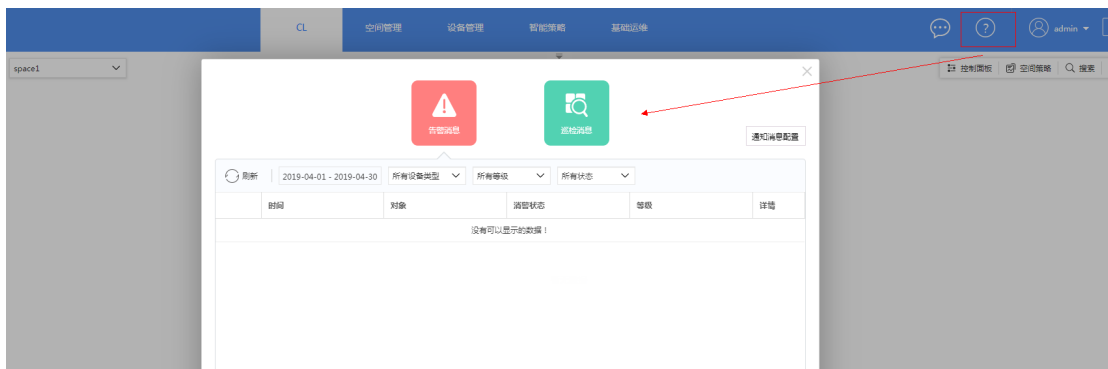 CL 空间管理 设备管理 智能策略 基础运维 ? admin
space1
控制面板 空间策略 搜索
告警消息 巡检消息
通知消息配置
刷新 2019-04-01 - 2019-04-30 所有设备类型 所有等级 所有状态
时间 对象 消警状态 等级 详情
没有可以显示的数据！